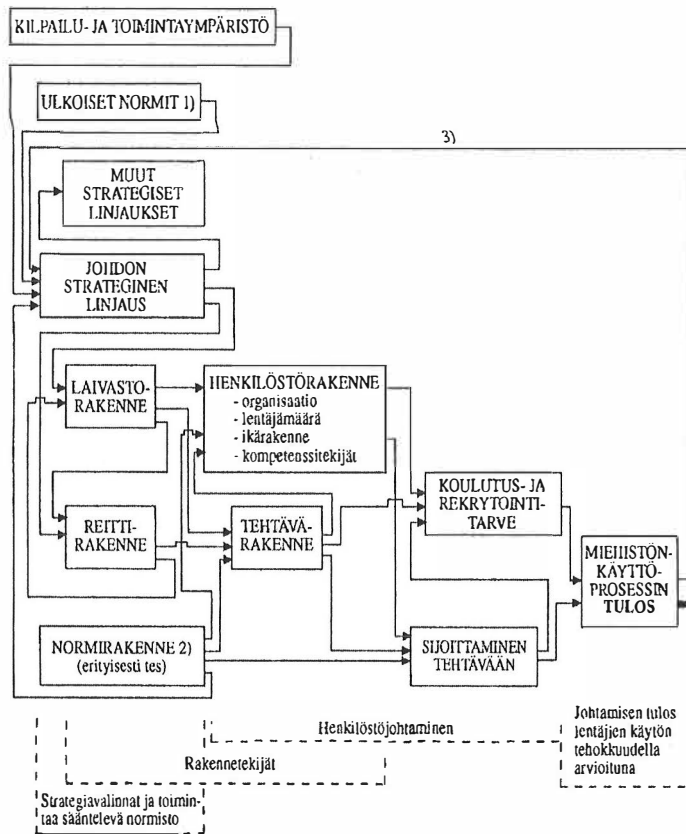 KILPAILU- JA TOIMINTAYMPÄRISTÖ
ULKOISET NORMIT 1)
3)
MUUT
STRATEGISET
LINJAUKSET
JOHDON
STRATEGINEN
LINJAUS
LAIVASTO-
RAKENNE
HENKILÖSTÖRAKENNE
- organisaatio
- lentäjämäärä
- ikärakenne
- kompetenssitekijät
KOULUTUS- JA
REKRYTOINTI-
TARVE
REITTI-
RAKENNE
TEHTÄVÄ-
RAKENNE
MIEHISTÖN-
KÄYTTÖ-
PROSESSIN
TULOS
NORMIRAKENNE 2)
(erityisesti tes)
SIJOITTAMINEN
TEHTÄVÄÄN
Henkilöstöjohtaminen
Johtamisen tulos
lentäjien käytön
tehokkuudella
arvioituna
Rakennetekijät
Strategiavalinnat ja toimin-
taa sääntelevä normisto